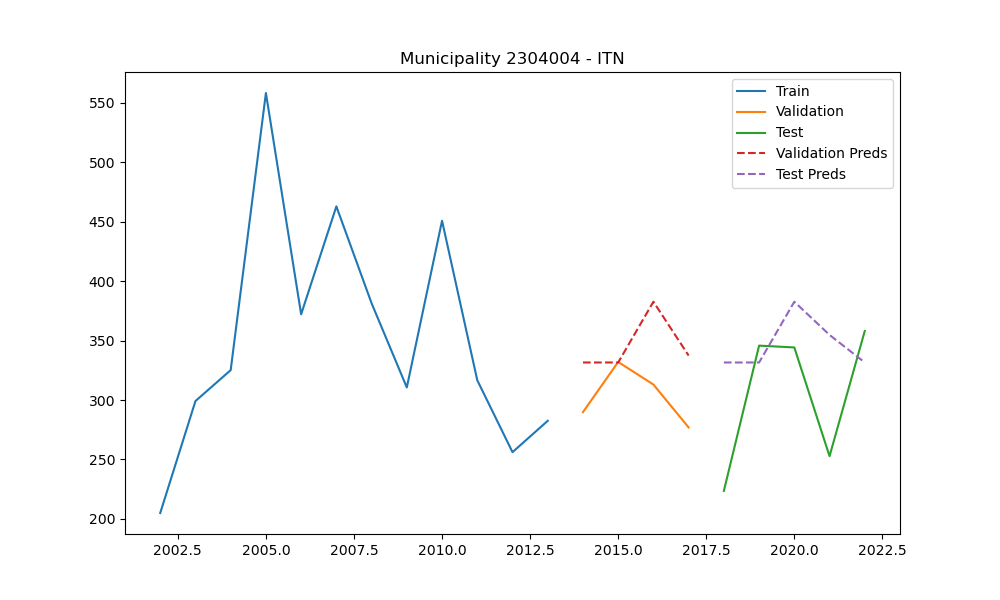 Municipality 2304004 - ITN
Train
Validation
Test
Validation Preds
Test Preds
550
500
450
400
350
300
250
200
2002.5 2005.0 2007.5 2010.0 2012.5 2015.0 2017.5 2020.0 2022.5